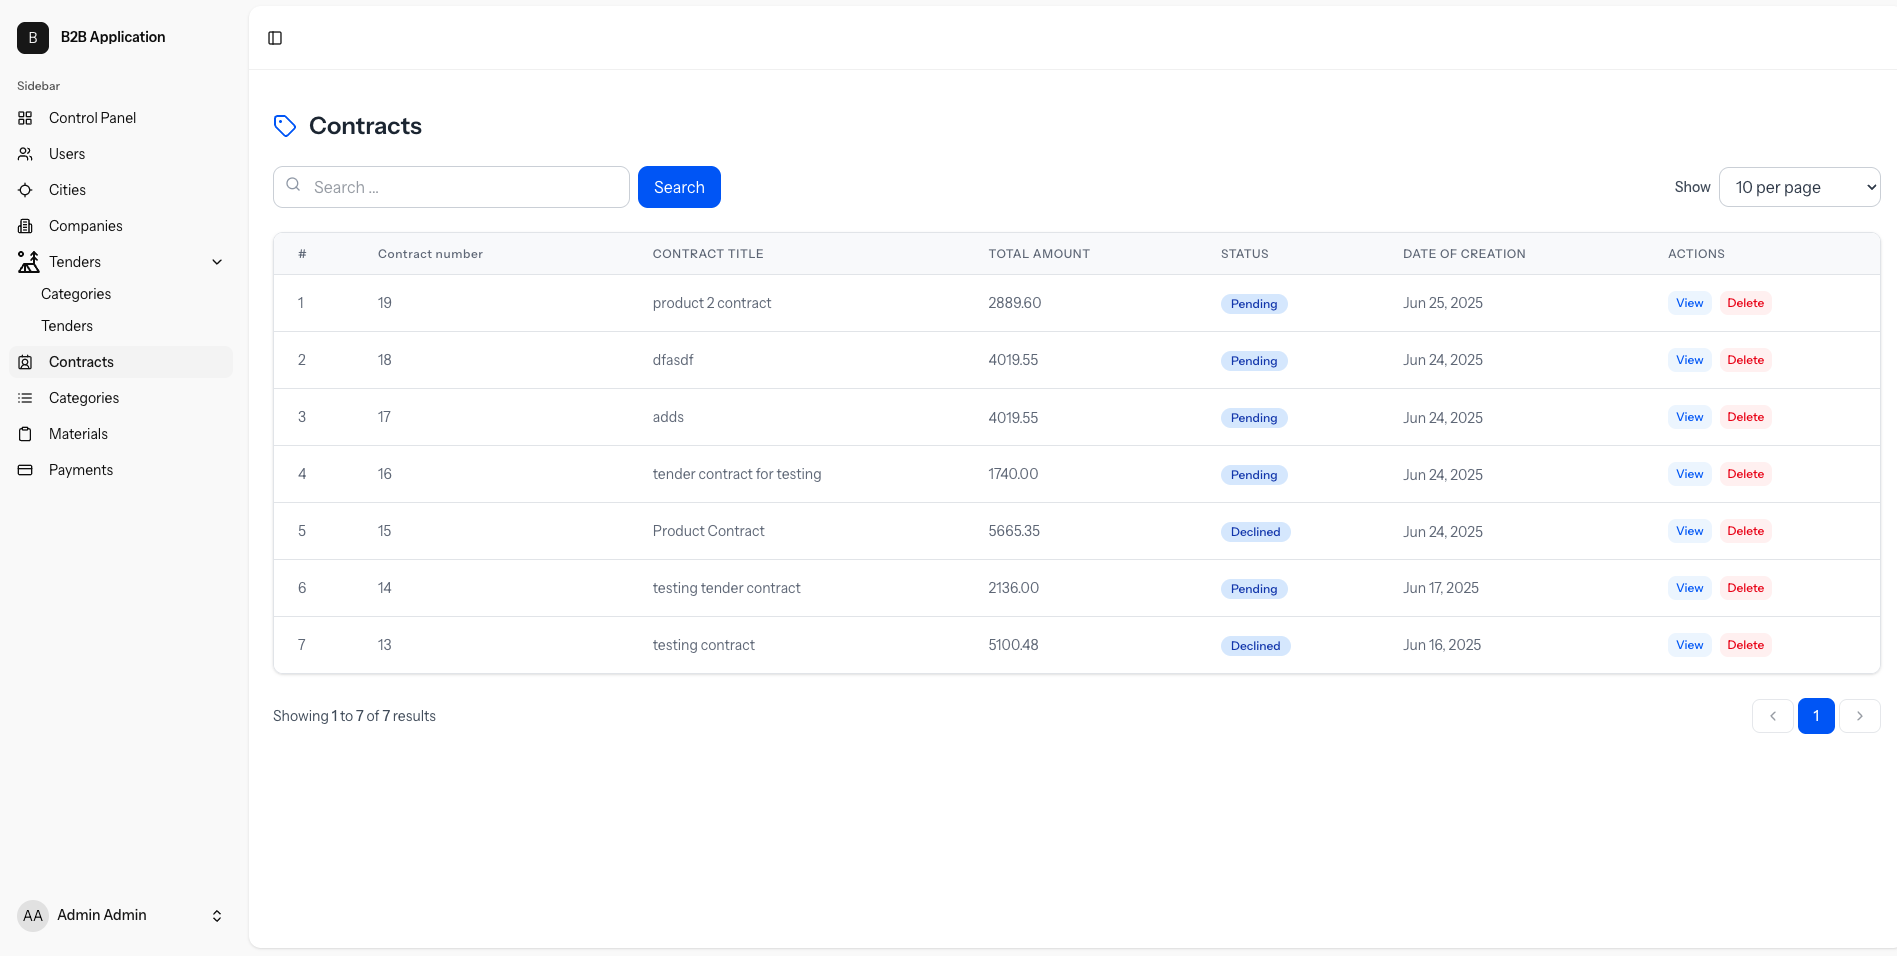 B
B2B Application
Sidebar
Control Panel
Users
Cities
Companies
Tenders
Categories
Tenders
Contracts
Categories
Materials
Payments
AA Admin Admin
Contracts
Search ...
Search
Show 10 per page
# Contract number CONTRACT TITLE TOTAL AMOUNT STATUS DATE OF CREATION ACTIONS
1 19 product 2 contract 2889.60 Pending Jun 25, 2025 View Delete
2 18 dfasdf 4019.55 Pending Jun 24, 2025 View Delete
3 17 adds 4019.55 Pending Jun 24, 2025 View Delete
4 16 tender contract for testing 1740.00 Pending Jun 24, 2025 View Delete
5 15 Product Contract 5665.35 Declined Jun 24, 2025 View Delete
6 14 testing tender contract 2136.00 Pending Jun 17, 2025 View Delete
7 13 testing contract 5100.48 Declined Jun 16, 2025 View Delete
Showing 1 to 7 of 7 results
1